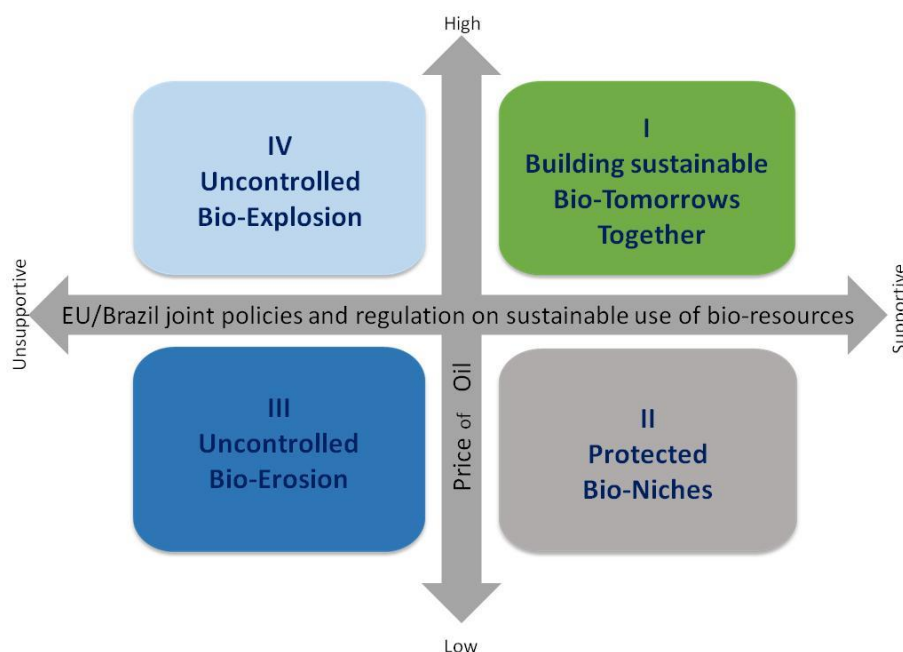 High
IV
Uncontrolled
Bio-Explosion
I
Building sustainable
Bio-Tomorrows
Together
Unsupportive
EU/Brazil joint policies and regulation on sustainable use of bio-resources
Supportive
III
Uncontrolled
Bio-Erosion
Price of Oil
II
Protected
Bio-Niches
Low